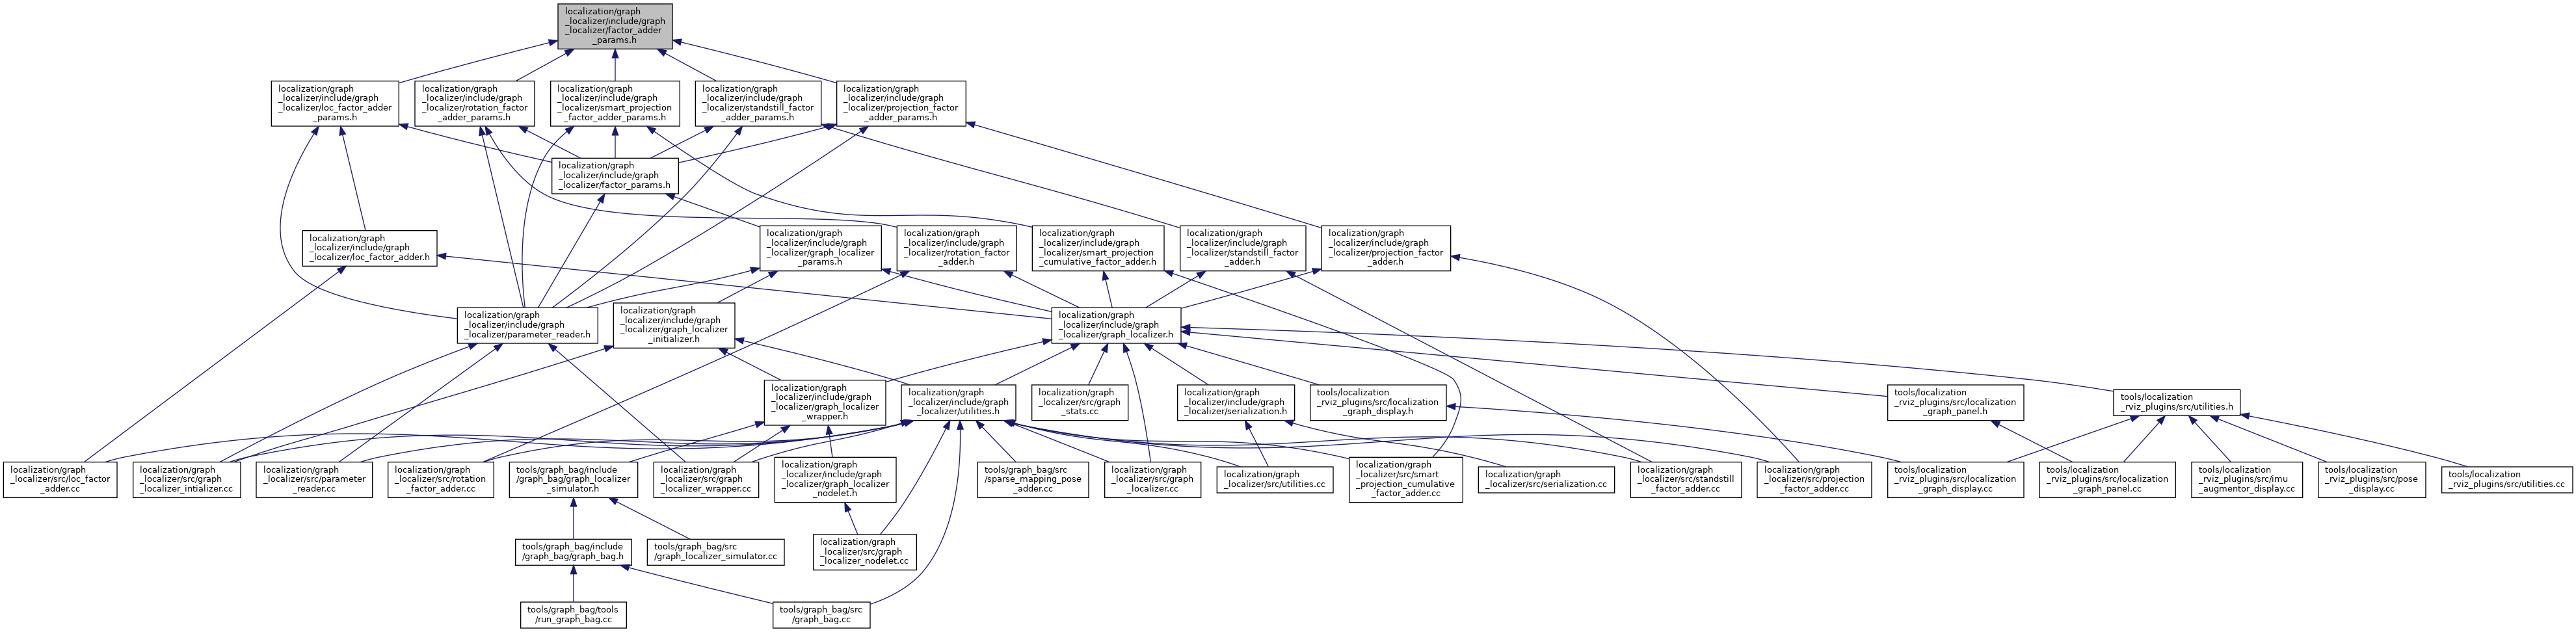 localization/graph
_localizer/include/graph
_localizer/factor_adder
_params.h
localization/graph
_localizer/include/graph
_localizer/loc_factor_adder
_params.h
localization/graph
_localizer/include/graph
_localizer/rotation_factor
_adder_params.h
localization/graph
_localizer/include/graph
_localizer/smart_projection
_factor_adder_params.h
localization/graph
_localizer/include/graph
_localizer/standstill_factor
_adder_params.h
localization/graph
_localizer/include/graph
_localizer/projection_factor
_adder_params.h
localization/graph
_localizer/include/graph
_localizer/factor_params.h
localization/graph
_localizer/include/graph
_localizer/loc_factor_adder.h
localization/graph
_localizer/include/graph
_localizer/graph_localizer
_params.h
localization/graph
_localizer/include/graph
_localizer/rotation_factor
_adder.h
localization/graph
_localizer/include/graph
_localizer/smart_projection
_cumulative_factor_adder.h
localization/graph
_localizer/include/graph
_localizer/standstill_factor
_adder.h
localization/graph
_localizer/include/graph
_localizer/projection_factor
_adder.h
localization/graph
_localizer/include/graph
_localizer/parameter_reader.h
localization/graph
_localizer/include/graph
_localizer/graph_localizer
_initializer.h
localization/graph
_localizer/include/graph
_localizer/graph_localizer.h
localization/graph
_localizer/include/graph
_localizer/graph_localizer
_wrapper.h
localization/graph
_localizer/include/graph
_localizer/utilities.h
localization/graph
_localizer/src/graph
_stats.cc
localization/graph
_localizer/include/graph
_localizer/serialization.h
tools/localization
_rviz_plugins/src/localization
_graph_display.h
tools/localization
_rviz_plugins/src/localization
_graph_panel.h
tools/localization
_rviz_plugins/src/utilities.h
localization/graph
_localizer/src/loc_factor
_adder.cc
localization/graph
_localizer/src/graph
_localizer_intializer.cc
localization/graph
_localizer/src/parameter
_reader.cc
localization/graph
_localizer/src/rotation
_factor_adder.cc
tools/graph_bag/include
/graph_bag/graph_localizer
_simulator.h
localization/graph
_localizer/src/graph
_localizer_wrapper.cc
localization/graph
_localizer/include/graph
_localizer/graph_localizer
_nodelet.h
tools/graph_bag/src
/sparse_mapping_pose
_adder.cc
localization/graph
_localizer/src/graph
_localizer.cc
localization/graph
_localizer/src/utilities.cc
localization/graph
_localizer/src/smart
_projection_cumulative
_factor_adder.cc
localization/graph
_localizer/src/serialization.cc
localization/graph
_localizer/src/standstill
_factor_adder.cc
localization/graph
_localizer/src/projection
_factor_adder.cc
tools/localization
_rviz_plugins/src/localization
_graph_display.cc
tools/localization
_rviz_plugins/src/localization
_graph_panel.cc
tools/localization
_rviz_plugins/src/imu
_augmentor_display.cc
tools/localization
_rviz_plugins/src/pose
_display.cc
tools/localization
_rviz_plugins/src/utilities.cc
tools/graph_bag/include
/graph_bag/graph_bag.h
tools/graph_bag/src
/graph_localizer_simulator.cc
localization/graph
_localizer/src/graph
_localizer_nodelet.cc
tools/graph_bag/tools
/run_graph_bag.cc
tools/graph_bag/src
/graph_bag.cc